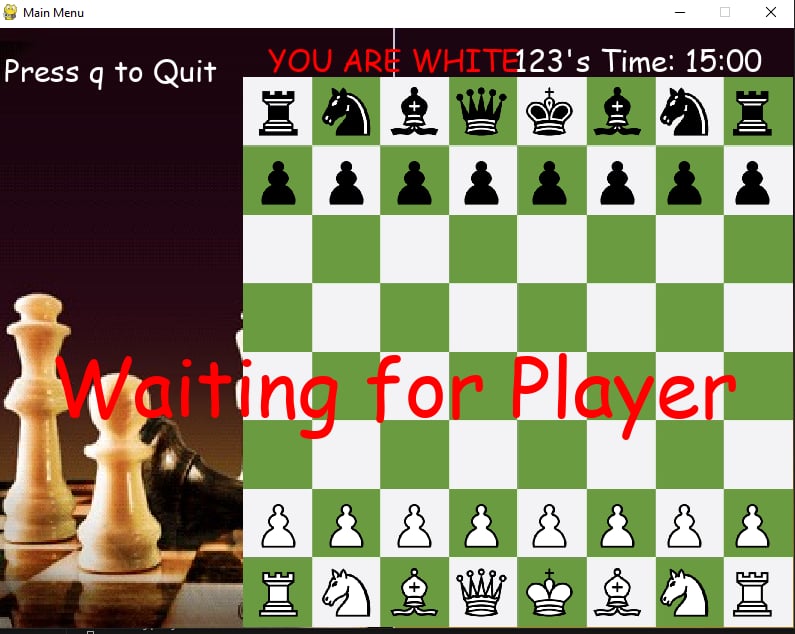 Main Menu
YOU ARE WHITE
123's Time: 15:00
Press q to Quit
Waiting for Player